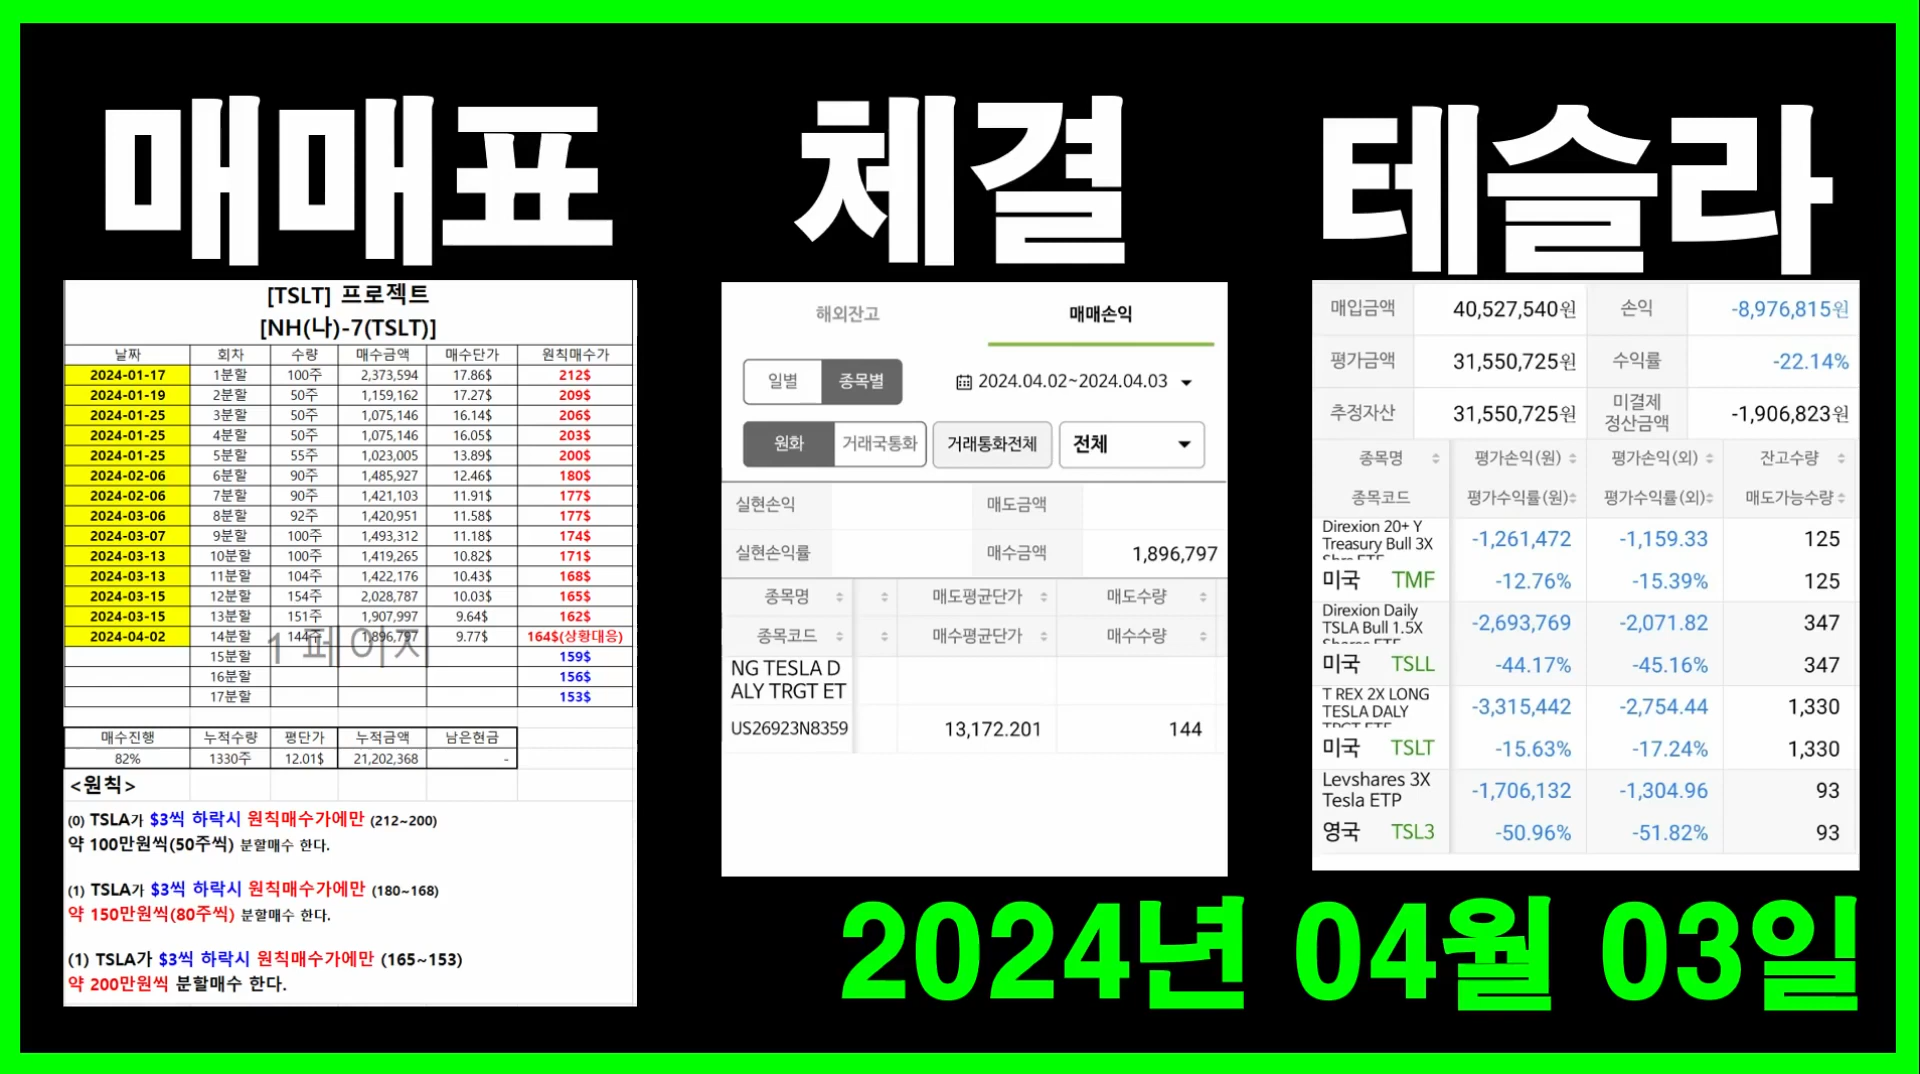 매매표 체결 테슬라
[TSLT] 프로젝트
[NH(나)-7(TSLT)]
날짜 회차 수량 매수금액 매수단가 원칙매수가
2024-01-17 1분할 100주 2,373,594 17.86$ 212$
2024-01-19 2분할 50주 1,159,162 17.27$ 209$
2024-01-25 3분할 50주 1,075,146 16.14$ 206$
2024-01-25 4분할 50주 1,075,146 16.05$ 203$
2024-01-25 5분할 55주 1,023,005 13.89$ 200$
2024-02-06 6분할 90주 1,485,927 12.46$ 180$
2024-02-06 7분할 90주 1,421,103 11.91$ 177$
2024-03-06 8분할 92주 1,420,951 11.58$ 177$
2024-03-07 9분할 100주 1,493,312 11.18$ 174$
2024-03-13 10분할 100주 1,419,265 10.82$ 171$
2024-03-13 11분할 104주 1,422,176 10.43$ 168$
2024-03-15 12분할 154주 2,028,787 10.03$ 165$
2024-03-15 13분할 151주 1,907,997 9.64$ 162$
2024-04-02 14분할 144주 1,896,797 9.77$ 164$(상황대응)
1 페이지
15분할 159$
16분할 156$
17분할 153$
매수진행 누적수량 평단가 누적금액 남은현금
82% 1330주 12.01$ 21,202,368 -
<원칙>
(0) TSLA가 $3씩 하락시 원칙매수가에만 (212~200)
약 100만원씩(50주씩) 분할매수 한다.
(1) TSLA가 $3씩 하락시 원칙매수가에만 (180~168)
약 150만원씩(80주씩) 분할매수 한다.
(1) TSLA가 $3씩 하락시 원칙매수가에만 (165~153)
약 200만원씩 분할매수 한다.
해외잔고 매매손익
일별 종목별 2024.04.02~2024.04.03
원화 거래국통화 거래통화전체 전체
실현손익 매도금액
실현손익률 매수금액 1,896,797
종목명 매도평균단가 매도수량
종목코드 매수평균단가 매수수량
NG TESLA D
ALY TRGT ET
US26923N8359 13,172.201 144
매입금액 40,527,540원 손익 -8,976,815원
평가금액 31,550,725원 수익률 -22.14%
추정자산 31,550,725원 미결제 정산금액 -1,906,823원
종목명 평가손익(원) 평가손익(외) 잔고수량
종목코드 평가수익률(원) 평가수익률(외) 매도가능수량
Direxion 20+ Y
Treasury Bull 3X
Shrs ETF
-1,261,472 -1,159.33 125
미국 TMF -12.76% -15.39% 125
Direxion Daily
TSLA Bull 1.5X
Shares ETF
-2,693,769 -2,071.82 347
미국 TSLL -44.17% -45.16% 347
T REX 2X LONG
TESLA DALY
TRGT ETF
-3,315,442 -2,754.44 1,330
미국 TSLT -15.63% -17.24% 1,330
Levshares 3X
Tesla ETP
-1,706,132 -1,304.96 93
영국 TSL3 -50.96% -51.82% 93
2024년 04월 03일